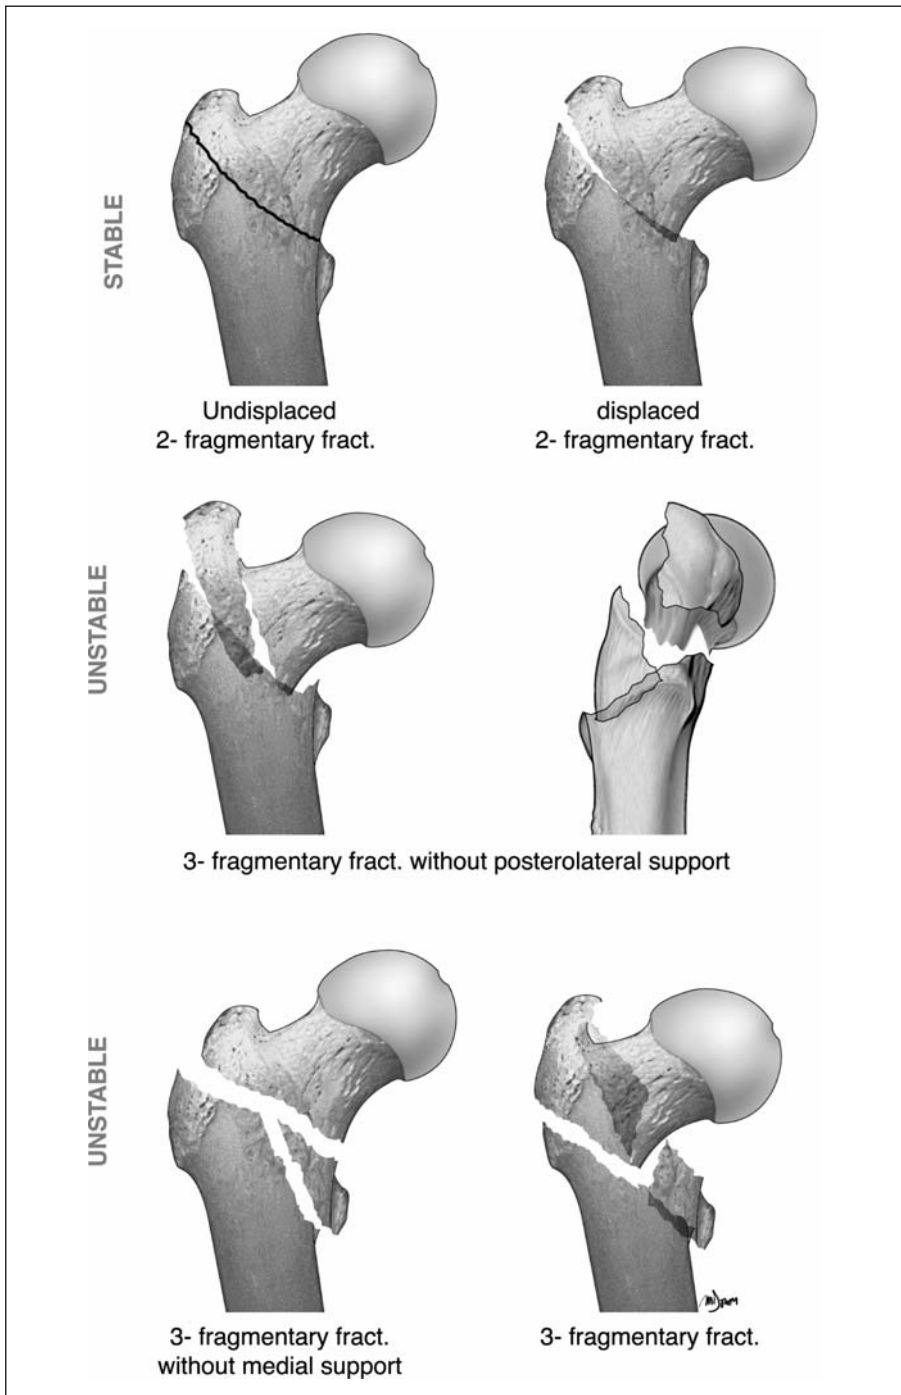 STABLE
Undisplaced
2- fragmentary fract.
displaced
2- fragmentary fract.
UNSTABLE
3- fragmentary fract. without posterolateral support
UNSTABLE
3- fragmentary fract.
without medial support
3- fragmentary fract.